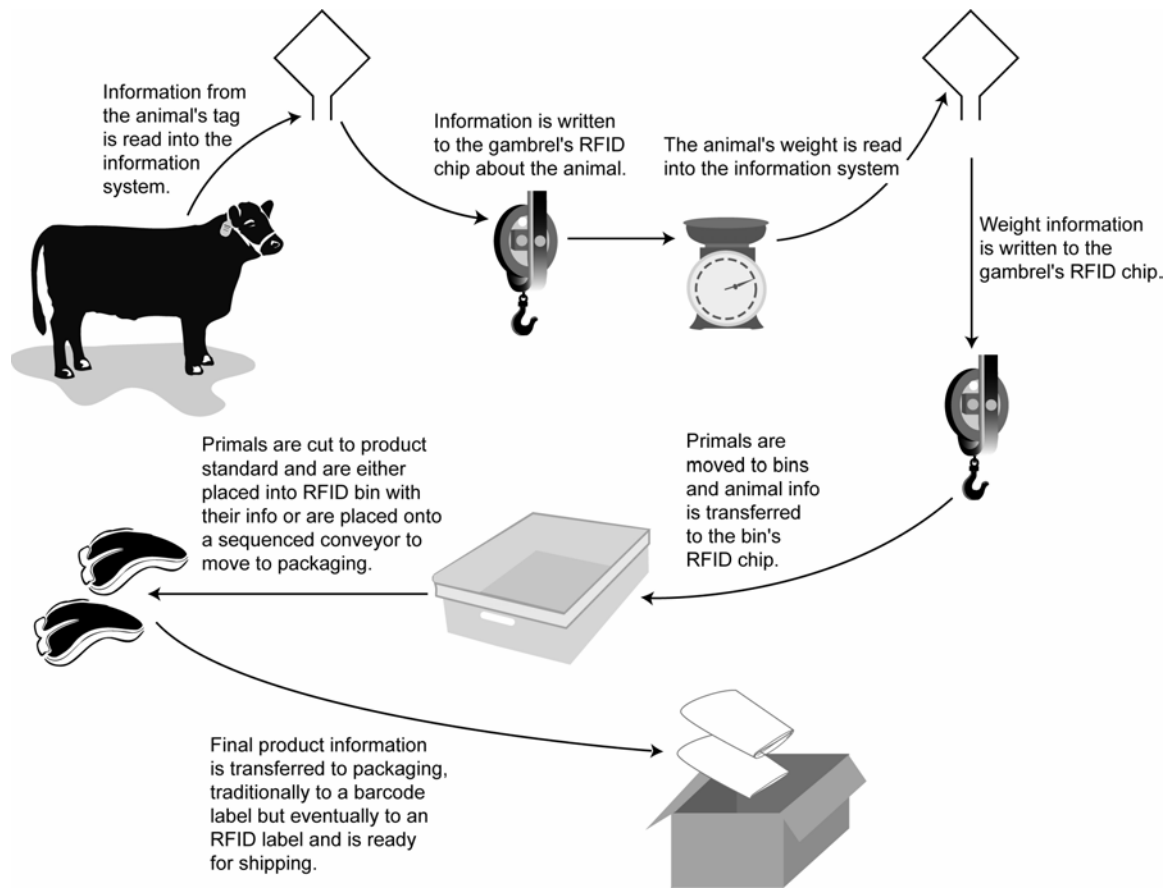 Information from
the animal's tag
is read into the
information
system.
Information is written
to the gambrel's RFID
chip about the animal.
The animal's weight is read
into the information system
Weight information
is written to the
gambrel's RFID chip.
Primals are
moved to bins
and animal info
is transferred
to the bin's
RFID chip.
Primals are cut to product
standard and are either
placed into RFID bin with
their info or are placed onto
a sequenced conveyor to
move to packaging.
Final product information
is transferred to packaging,
traditionally to a barcode
label but eventually to an
RFID label and is ready
for shipping.